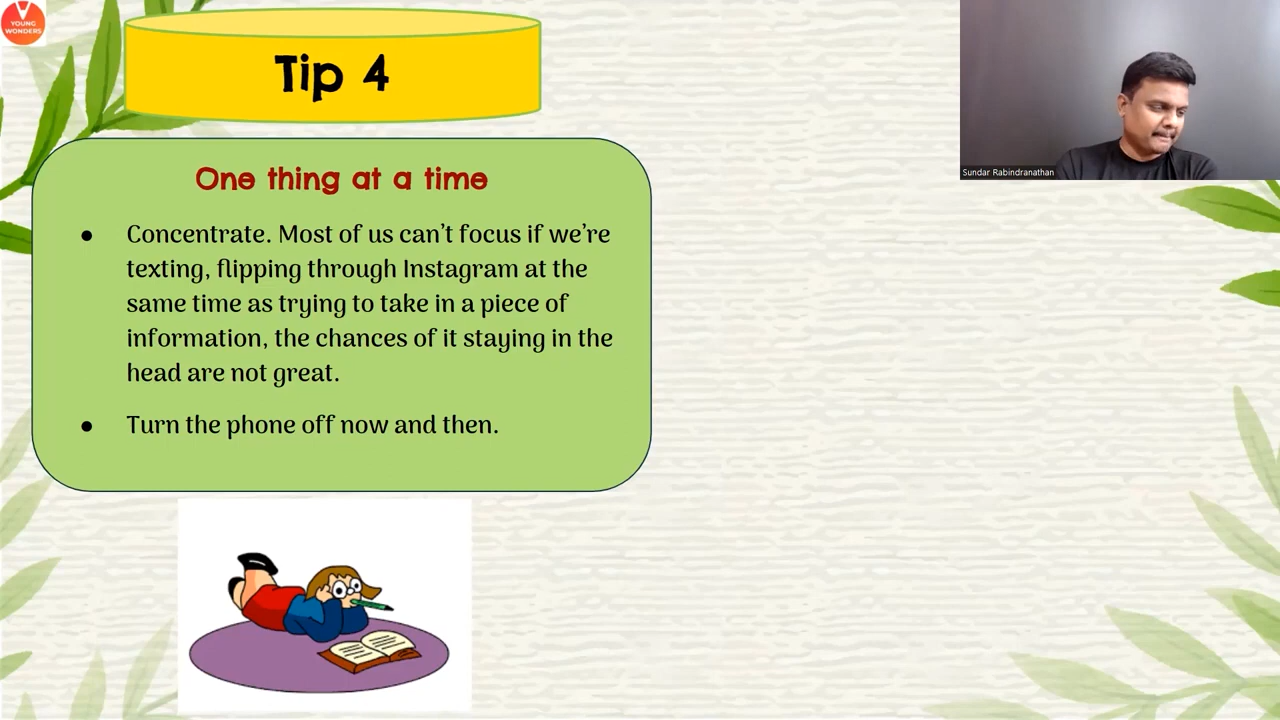 YOUNG
WONDERS
Tip 4
Sundar Rabindranathan
One thing at a time
● Concentrate. Most of us can’t focus if we’re
texting, flipping through Instagram at the
same time as trying to take in a piece of
information, the chances of it staying in the
head are not great.
● Turn the phone off now and then.